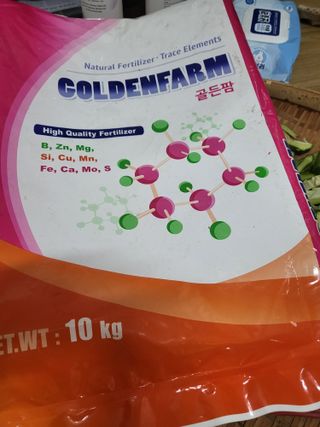 Natural Fertilizer · Trace Elements
GOLDENFARM
골든팜
High Quality Fertilizer
B, Zn, Mg,
Si, Cu, Mn,
Fe, Ca, Mo, S
ET.WT : 10 kg